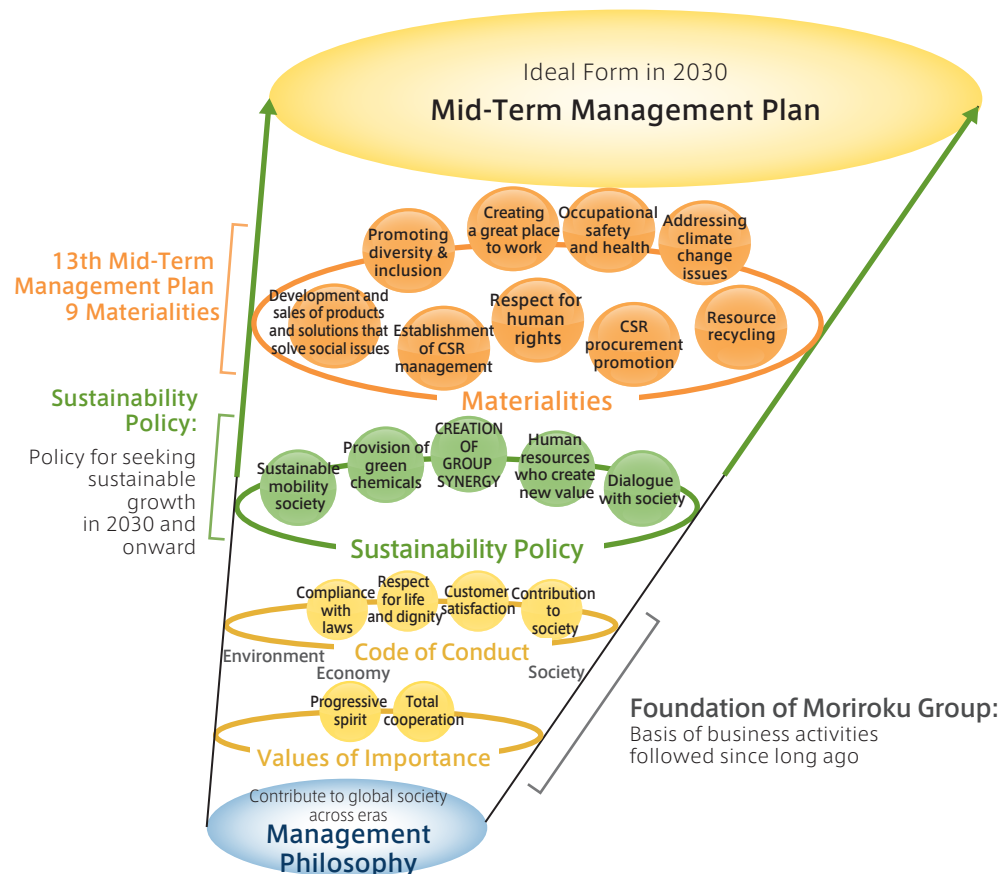 Ideal Form in 2030
Mid-Term Management Plan
13th Mid-Term
Management Plan
9 Materialities
Promoting
diversity &
inclusion
Creating
a great place
to work
Occupational
safety
and health
Addressing
climate
change
issues
Development and
sales of products
and solutions that
solve social issues
Establishment
of CSR
management
Respect for
human
rights
CSR
procurement
promotion
Resource
recycling
Materialities
Sustainability
Policy:
Policy for seeking
sustainable
growth
in 2030 and
onward
Sustainable
mobility
society
Provision of
green
chemicals
CREATION
OF
GROUP
SYNERGY
Human
resources
who create
new value
Dialogue
with society
Sustainability Policy
Compliance
with
laws
Respect
for life
and dignity
Customer
satisfaction
Contribution
to
society
Code of Conduct
Environment
Economy
Society
Progressive
spirit
Total
cooperation
Values of Importance
Foundation of Moriroku Group:
Basis of business activities
followed since long ago
Contribute to global society
across eras
Management
Philosophy